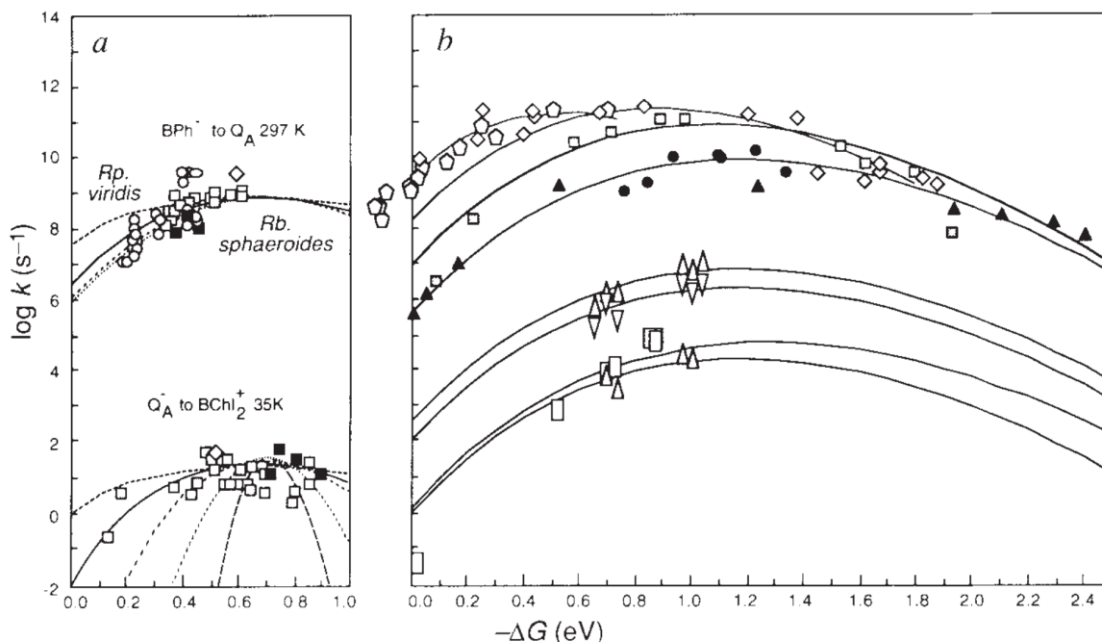 a
b
14
12
10
8
6
4
2
0
-2
log k (s⁻¹)
BPh⁻ to Q_A 297 K
Rp.
viridis
Rb.
sphaeroides
Q_A⁻ to BChl₂⁺ 35K
0.0 0.2 0.4 0.6 0.8 1.0
0.0 0.2 0.4 0.6 0.8 1.0 1.2 1.4 1.6 1.8 2.0 2.2 2.4
-ΔG (eV)